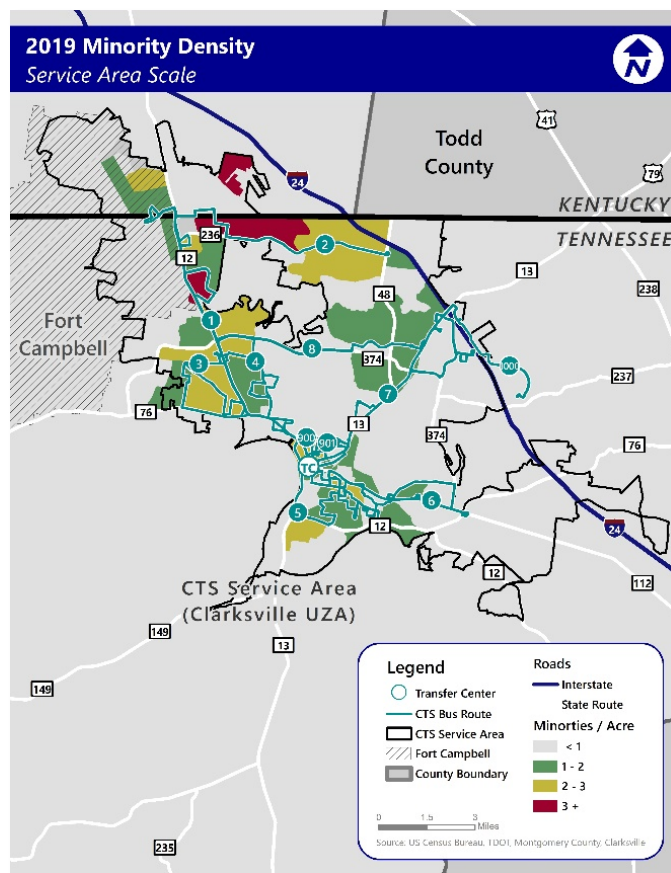 2019 Minority Density
Service Area Scale
N
41
Todd
County
79
24
KENTUCKY
TENNESSEE
236
2
12
13
238
48
Fort
Campbell
1
8
3
4
374
000
237
7
76
13
900
901
374
76
TC
6
5
12
24
12
CTS Service Area
(Clarksville UZA)
112
149
13
149
235
Legend
Transfer Center
CTS Bus Route
CTS Service Area
Fort Campbell
County Boundary
0 1.5 3
Miles
Roads
Interstate
State Route
Minorties / Acre
< 1
1 - 2
2 - 3
3 +
Source: US Census Bureau, TDOT, Montgomery County, Clarksville